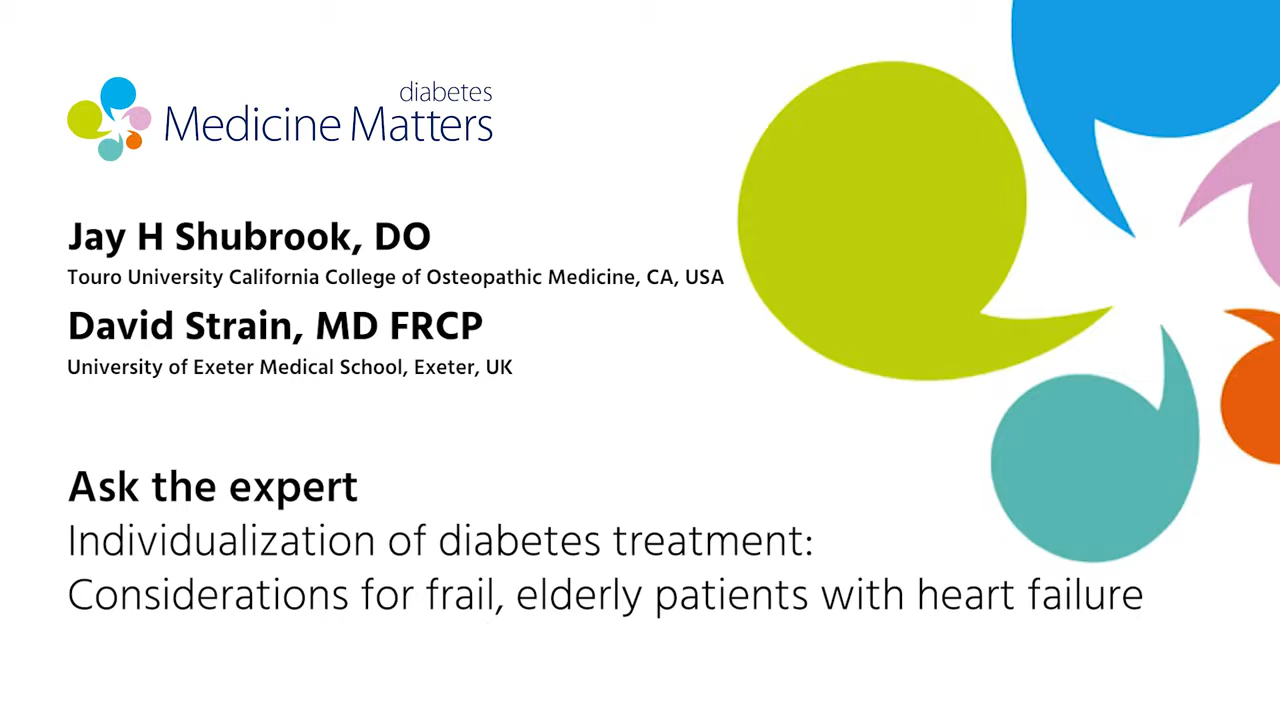 diabetes
Medicine Matters
Jay H Shubrook, DO
Touro University California College of Osteopathic Medicine, CA, USA
David Strain, MD FRCP
University of Exeter Medical School, Exeter, UK
Ask the expert
Individualization of diabetes treatment:
Considerations for frail, elderly patients with heart failure